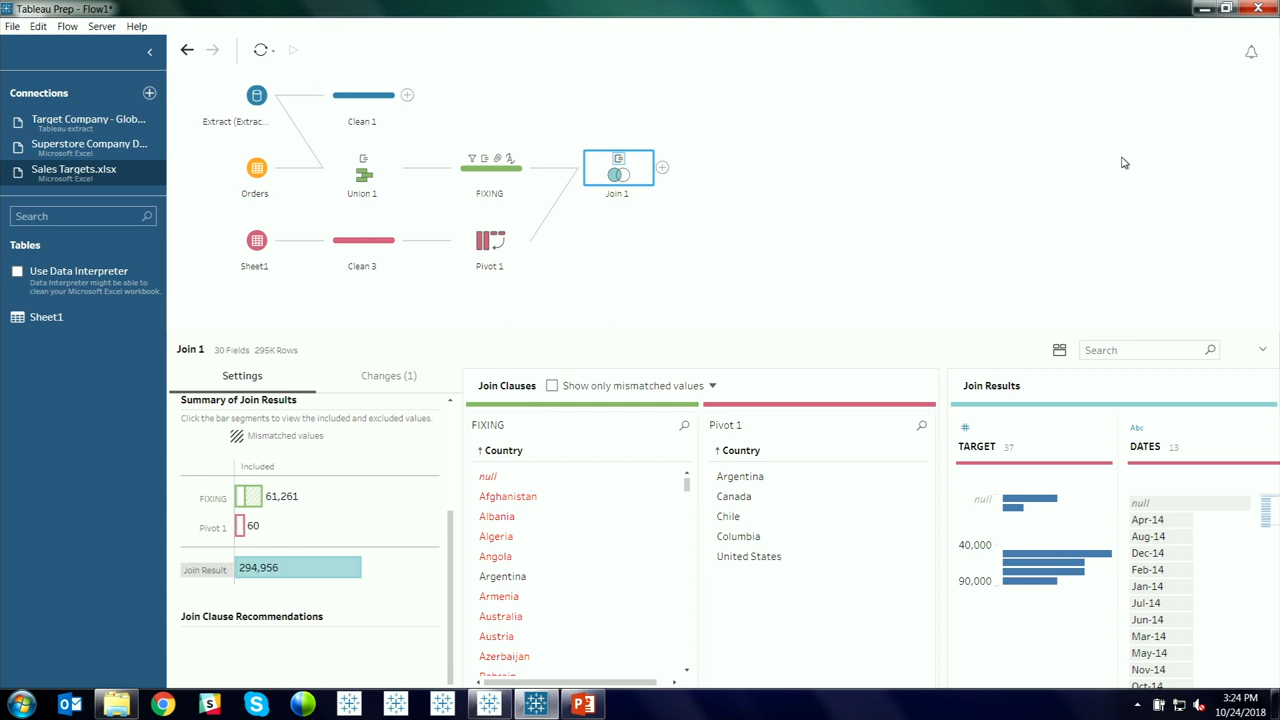 Tableau Prep - Flow1*
File Edit Flow Server Help
Connections
Target Company - Glob...
Tableau extract
Superstore Company D...
Microsoft Excel
Sales Targets.xlsx
Microsoft Excel
Search
Tables
Use Data Interpreter
Data Interpreter might be able to
clean your Microsoft Excel workbook.
Sheet1
Extract (Extrac...
Clean 1
Orders
Union 1
FIXING
Join 1
Sheet1
Clean 3
Pivot 1
Join 1 30 Fields 295K Rows
Search
Settings
Changes (1)
Summary of Join Results
Click the bar segments to view the included and excluded values.
Mismatched values
Included
FIXING 61,261
Pivot 1 60
Join Result 294,956
Join Clause Recommendations
Join Clauses
Show only mismatched values
FIXING
Country
null
Afghanistan
Albania
Algeria
Angola
Argentina
Armenia
Australia
Austria
Azerbaijan
Bahrain
Pivot 1
Country
Argentina
Canada
Chile
Columbia
United States
Join Results
#
TARGET 37
null
40,000
90,000
Abc
DATES 13
null
Apr-14
Aug-14
Dec-14
Feb-14
Jan-14
Jul-14
Jun-14
Mar-14
May-14
Nov-14
Oct-14
3:24 PM
10/24/2018